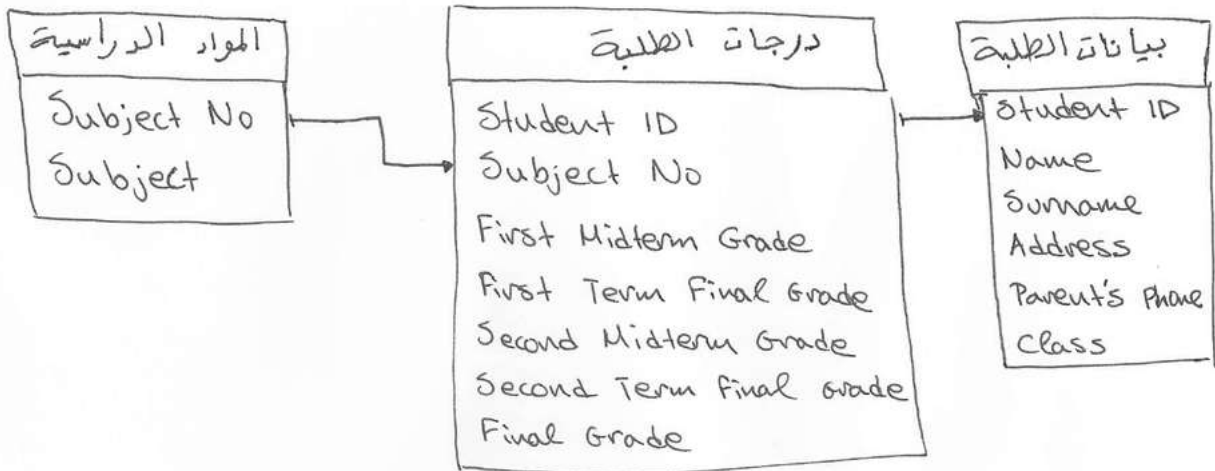 المواد الدراسية
Subject No
Subject
درجات الطلبة
Student ID
Subject No
First Midterm Grade
First Term Final Grade
Second Midterm Grade
Second Term Final Grade
Final Grade
بيانات الطلبة
Student ID
Name
Surname
Address
Parent's Phone
Class